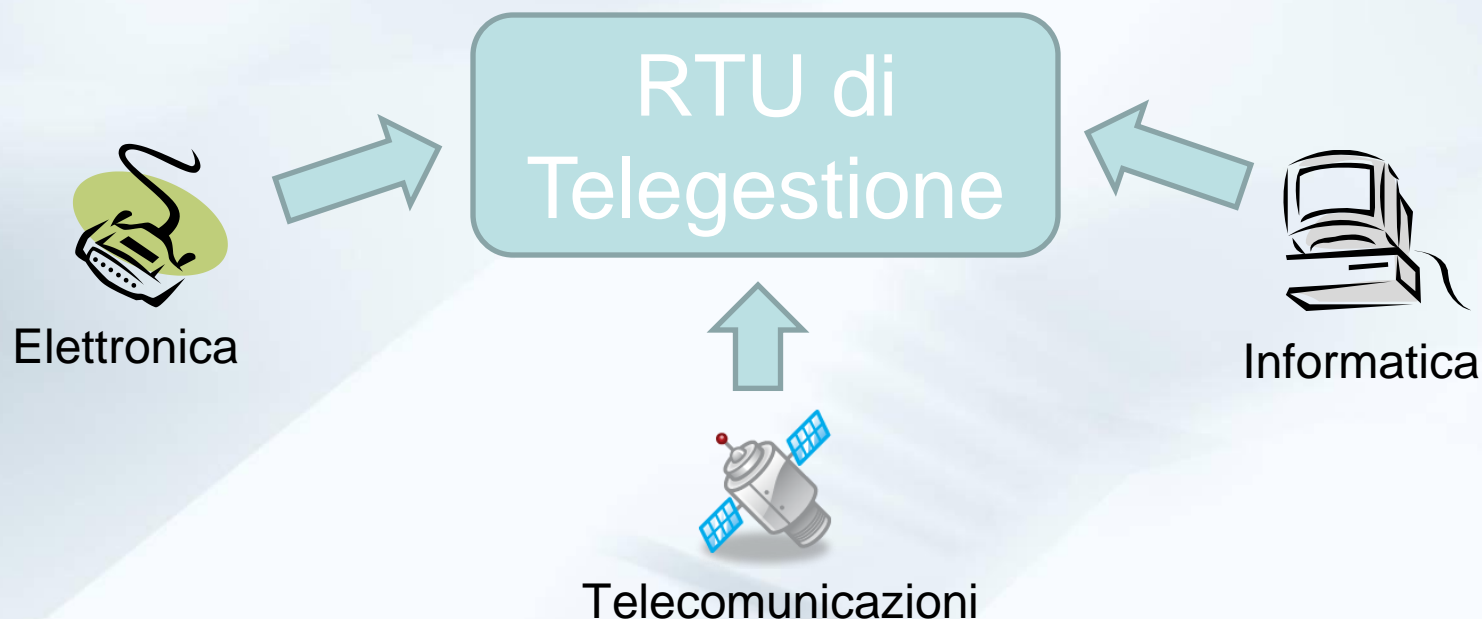 RTU di
Telegestione
Elettronica
Informatica
Telecomunicazioni